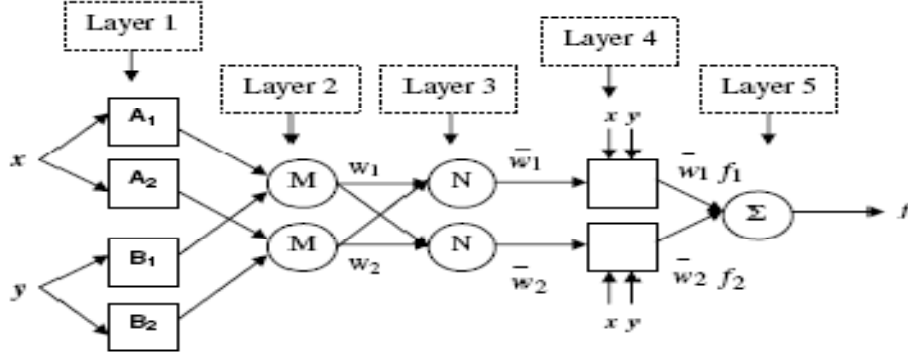 Layer 1
Layer 2
Layer 3
Layer 4
Layer 5
x y
A₁
A₂
B₁
B₂
x
y
M
M
w₁
w₂
N
N
w̄₁
w̄₂
w̄₁ f₁
w̄₂ f₂
Σ
f
x y